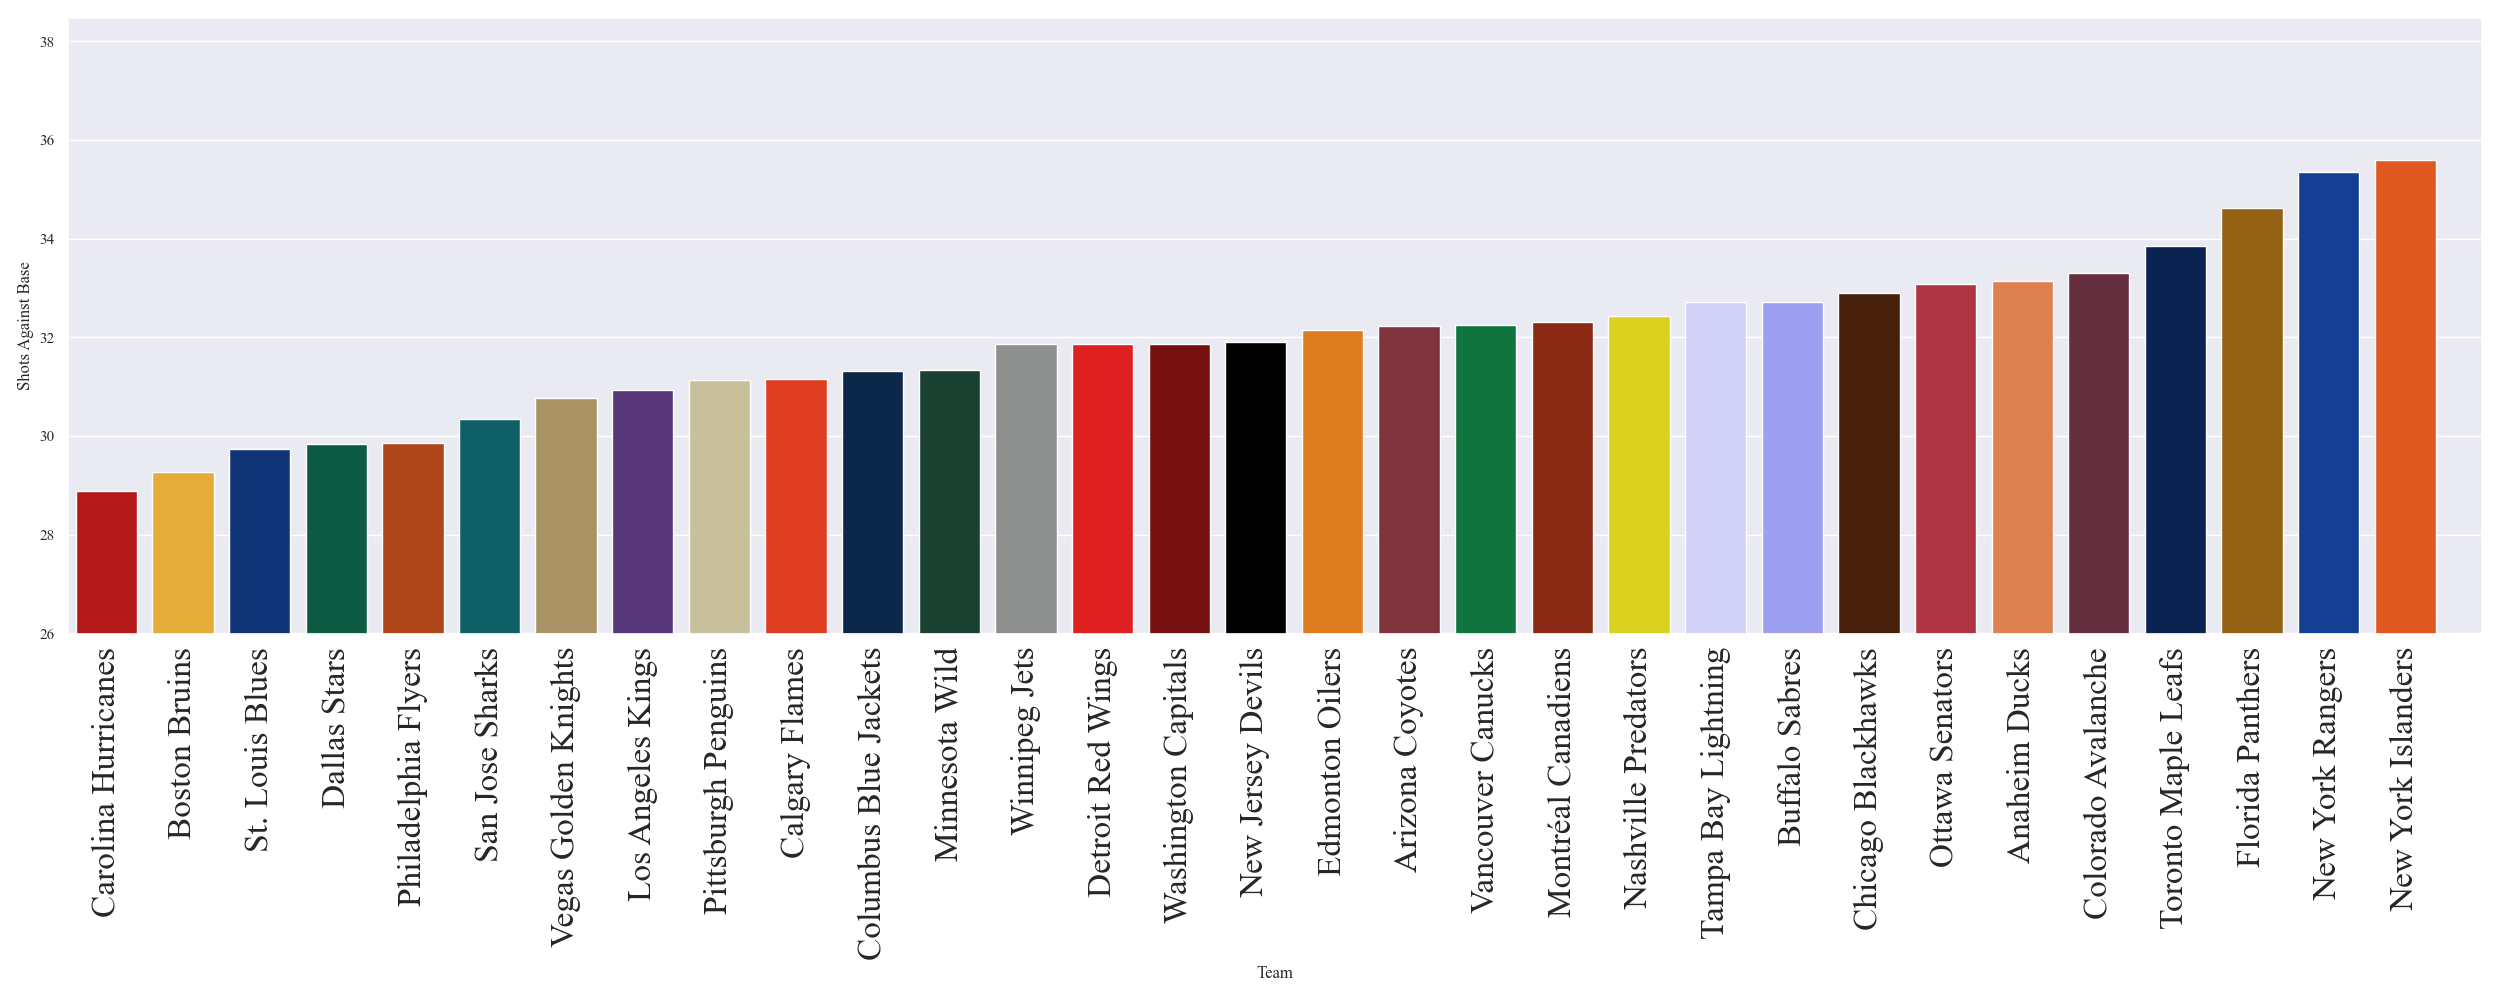 38
36
34
32
30
28
26
Shots Against Base
Carolina Hurricanes
Boston Bruins
St. Louis Blues
Dallas Stars
Philadelphia Flyers
San Jose Sharks
Vegas Golden Knights
Los Angeles Kings
Pittsburgh Penguins
Calgary Flames
Columbus Blue Jackets
Minnesota Wild
Winnipeg Jets
Detroit Red Wings
Washington Capitals
New Jersey Devils
Edmonton Oilers
Arizona Coyotes
Vancouver Canucks
Montréal Canadiens
Nashville Predators
Tampa Bay Lightning
Buffalo Sabres
Chicago Blackhawks
Ottawa Senators
Anaheim Ducks
Colorado Avalanche
Toronto Maple Leafs
Florida Panthers
New York Rangers
New York Islanders
Team